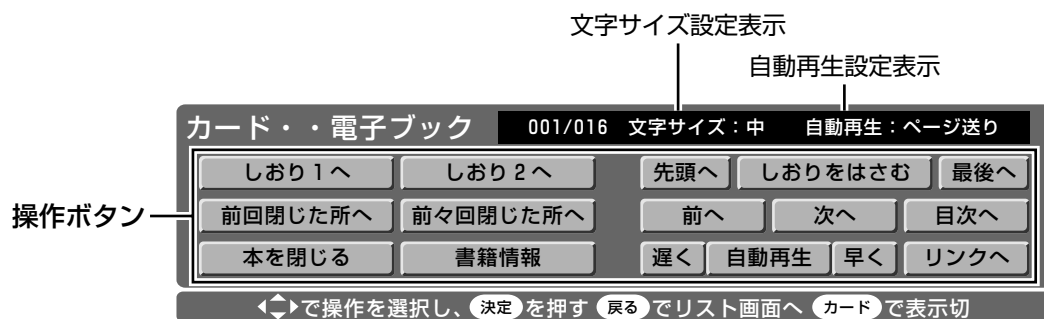 文字サイズ設定表示
自動再生設定表示
カード・・電子ブック 001/016 文字サイズ：中 自動再生：ページ送り
操作ボタン
しおり１へ しおり２へ 先頭へ しおりをはさむ 最後へ
前回閉じた所へ 前々回閉じた所へ 前へ 次へ 目次へ
本を閉じる 書籍情報 遅く 自動再生 早く リンクへ
で操作を選択し、 決定 を押す 戻る でリスト画面へ カード で表示切